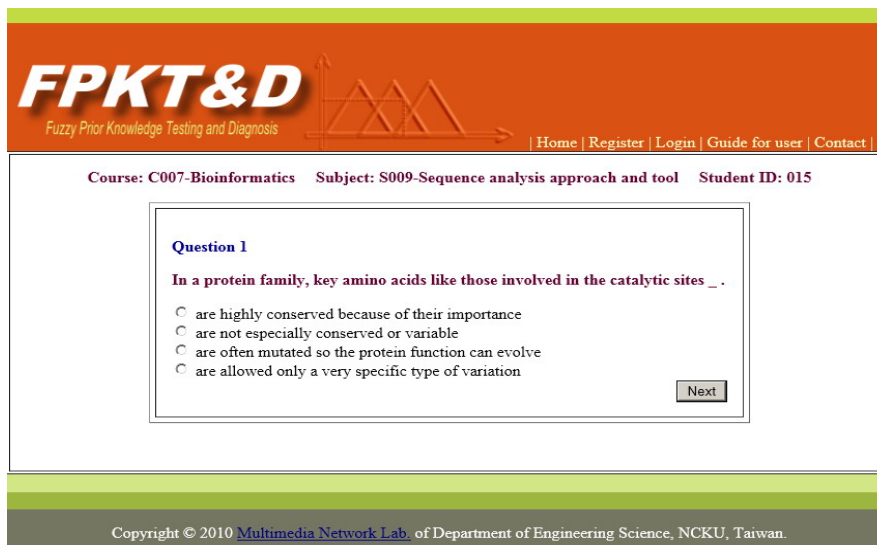 FPKT&D
Fuzzy Prior Knowledge Testing and Diagnosis
| Home | Register | Login | Guide for user | Contact |
Course: C007-Bioinformatics Subject: S009-Sequence analysis approach and tool Student ID: 015
Question 1
In a protein family, key amino acids like those involved in the catalytic sites _ .
are highly conserved because of their importance
are not especially conserved or variable
are often mutated so the protein function can evolve
are allowed only a very specific type of variation
Next
Copyright © 2010 Multimedia Network Lab. of Department of Engineering Science, NCKU, Taiwan.